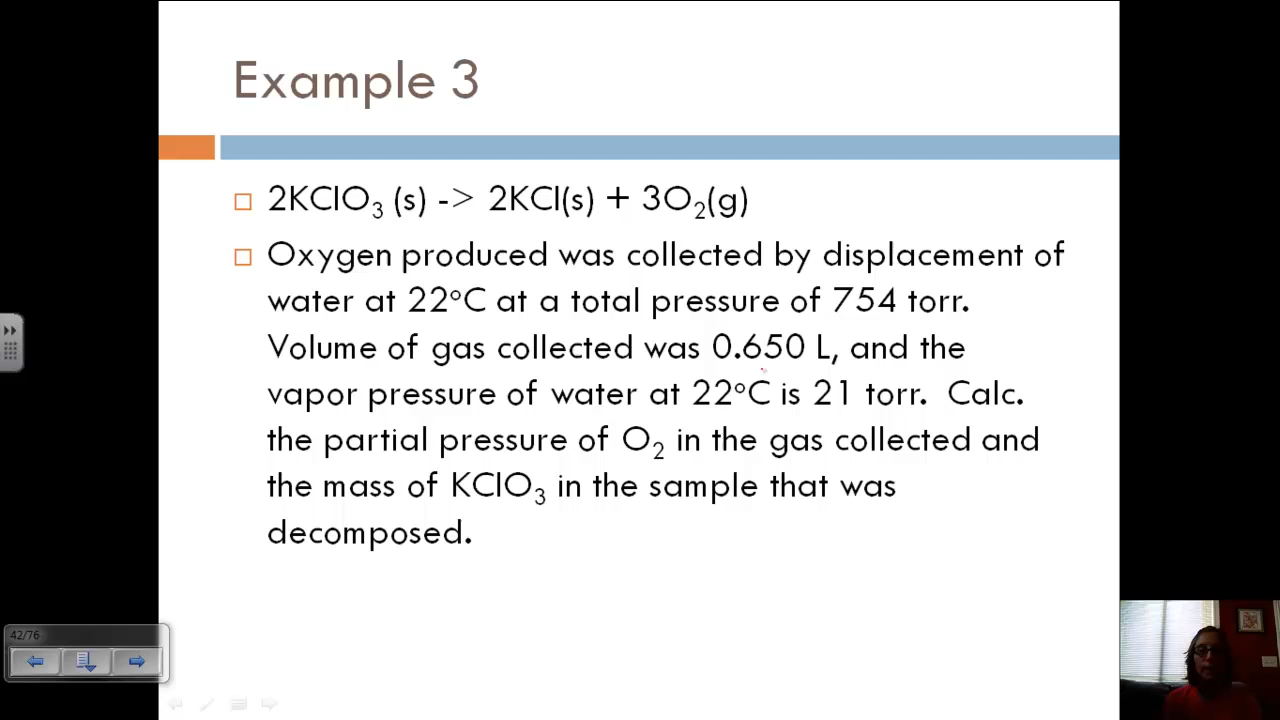 Example 3
2KClO3 (s) -> 2KCl(s) + 3O2(g)
Oxygen produced was collected by displacement of
water at 22°C at a total pressure of 754 torr.
Volume of gas collected was 0.650 L, and the
vapor pressure of water at 22°C is 21 torr. Calc.
the partial pressure of O2 in the gas collected and
the mass of KClO3 in the sample that was
decomposed.
42/76